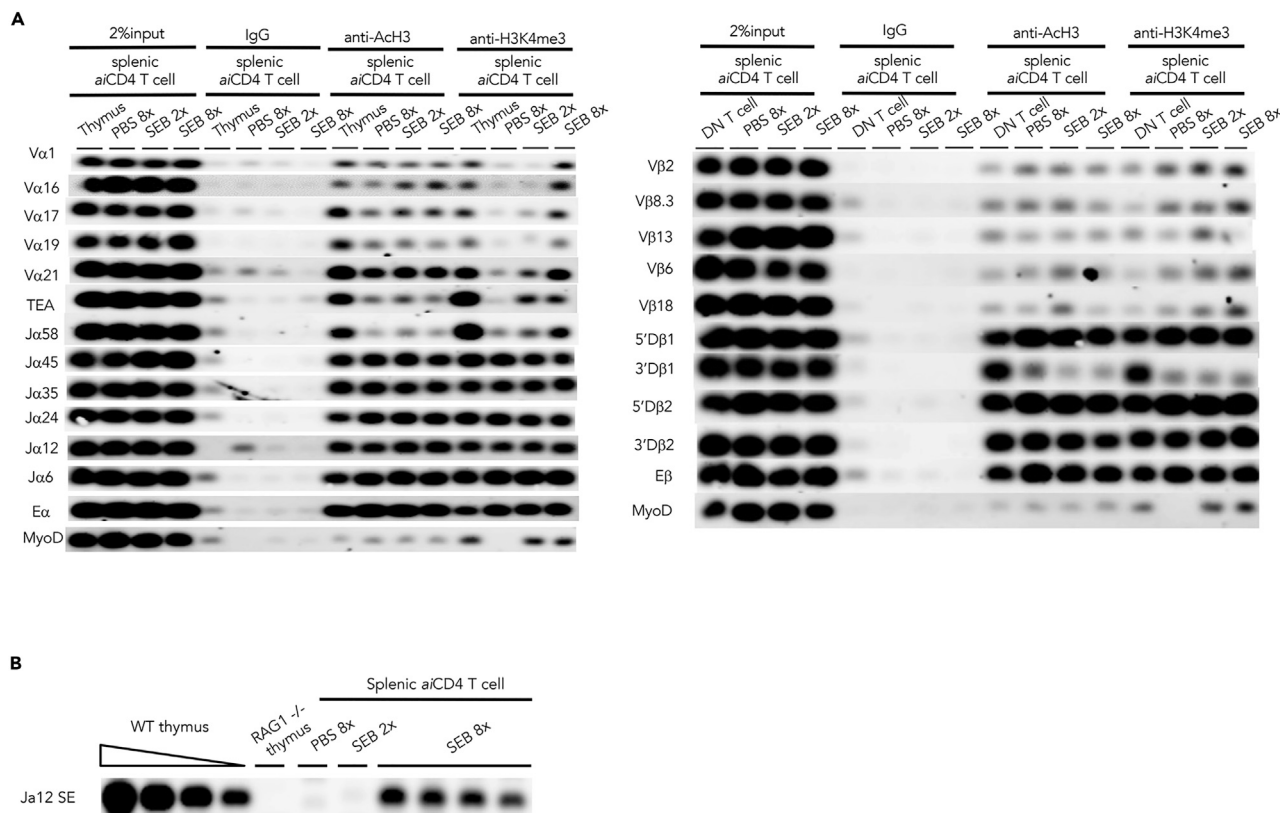 A
2%input IgG anti-AcH3 anti-H3K4me3
splenic splenic splenic splenic
aiCD4 T cell aiCD4 T cell aiCD4 T cell aiCD4 T cell
Thymus PBS 8x SEB 2x SEB 8x Thymus PBS 8x SEB 2x SEB 8x Thymus PBS 8x SEB 2x SEB 8x Thymus PBS 8x SEB 2x SEB 8x
Vα1
Vα16
Vα17
Vα19
Vα21
TEA
Jα58
Jα45
Jα35
Jα24
Jα12
Jα6
Eα
MyoD
2%input IgG anti-AcH3 anti-H3K4me3
splenic splenic splenic splenic
aiCD4 T cell aiCD4 T cell aiCD4 T cell aiCD4 T cell
DN T cell PBS 8x SEB 2x SEB 8x DN T cell PBS 8x SEB 2x SEB 8x DN T cell PBS 8x SEB 2x SEB 8x DN T cell PBS 8x SEB 2x SEB 8x
Vβ2
Vβ8.3
Vβ13
Vβ6
Vβ18
5'Dβ1
3'Dβ1
5'Dβ2
3'Dβ2
Eβ
MyoD
B
Splenic aiCD4 T cell
WT thymus RAG1 -/- thymus PBS 8x SEB 2x SEB 8x
Ja12 SE